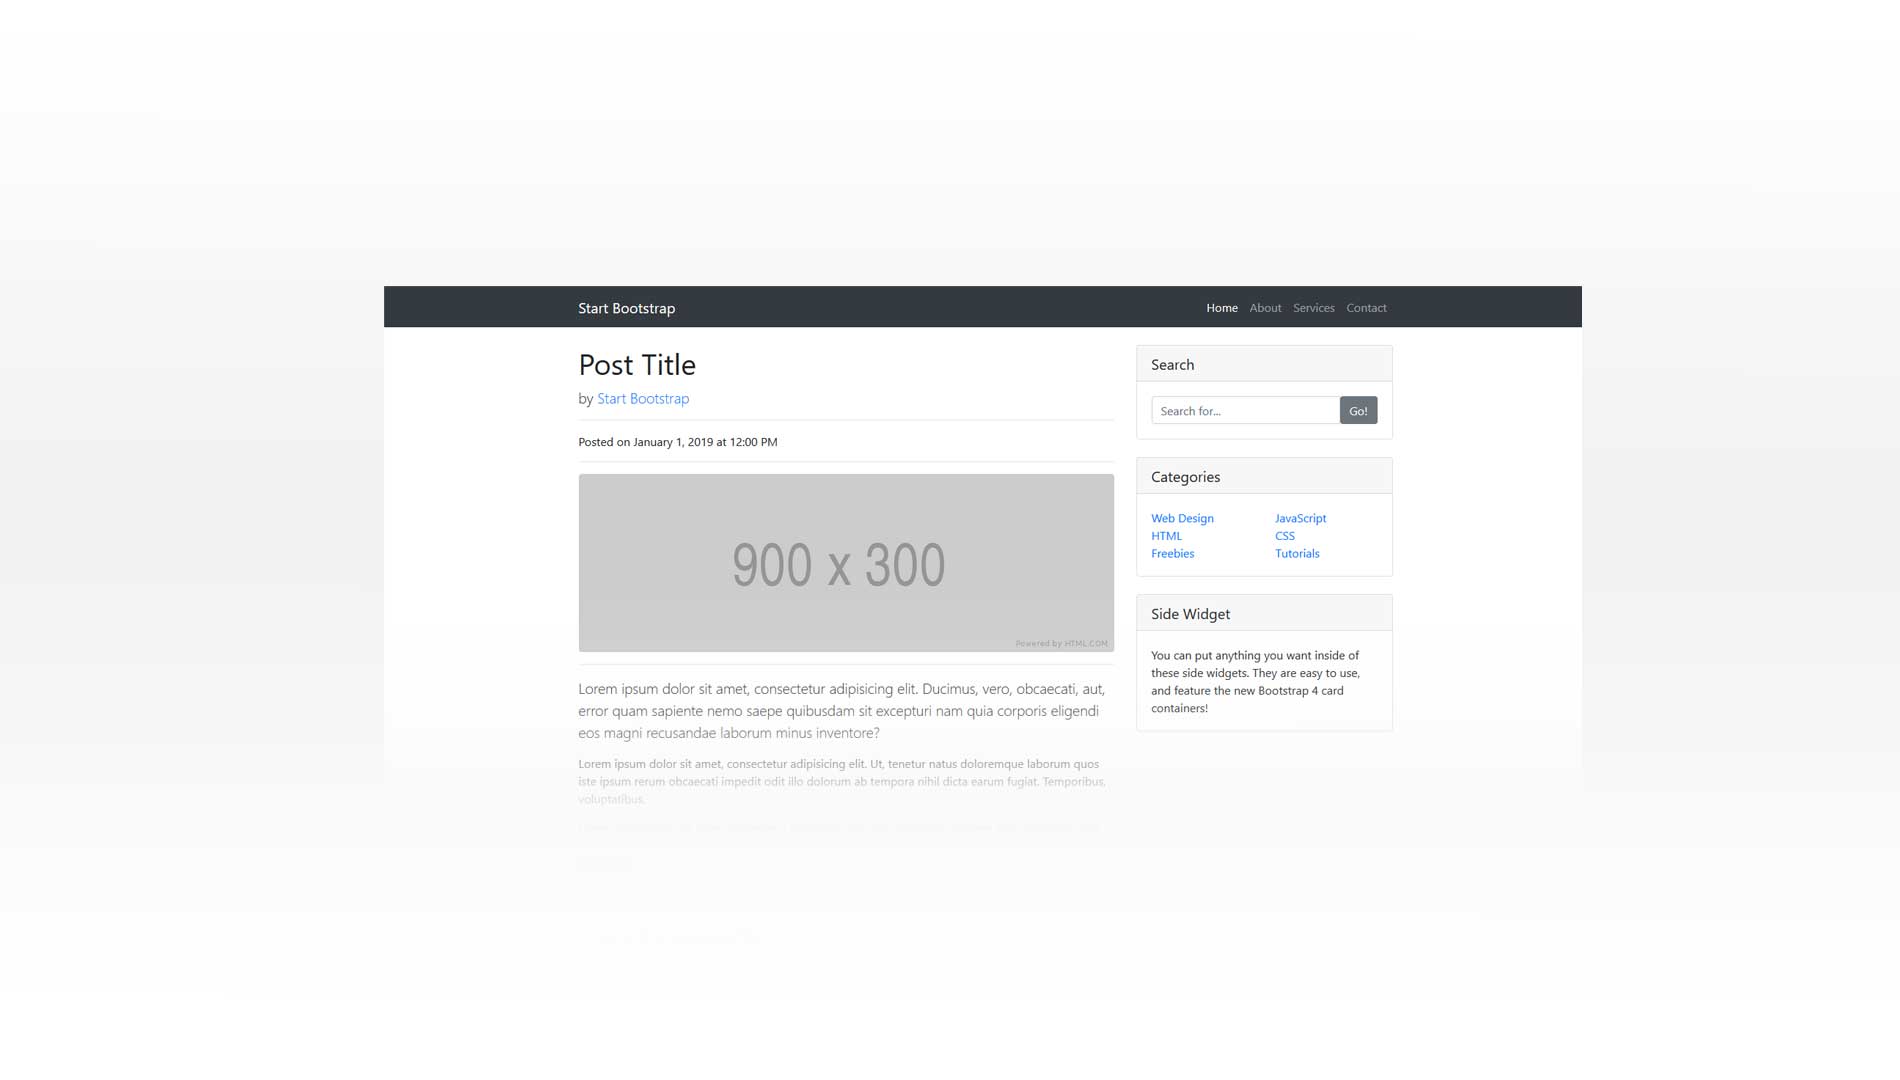 Start Bootstrap
Home About Services Contact
Post Title
by Start Bootstrap
Posted on January 1, 2019 at 12:00 PM
900 x 300
Powered by HTML.COM
Lorem ipsum dolor sit amet, consectetur adipisicing elit. Ducimus, vero, obcaecati, aut,
error quam sapiente nemo saepe quibusdam sit excepturi nam quia corporis eligendi
eos magni recusandae laborum minus inventore?
Lorem ipsum dolor sit amet, consectetur adipisicing elit. Ut, tenetur natus doloremque laborum quos
iste ipsum rerum obcaecati impedit odit illo dolorum ab tempora nihil dicta earum fugiat. Temporibus,
voluptatibus.
Search
Search for...
Go!
Categories
Web Design JavaScript
HTML CSS
Freebies Tutorials
Side Widget
You can put anything you want inside of
these side widgets. They are easy to use,
and feature the new Bootstrap 4 card
containers!